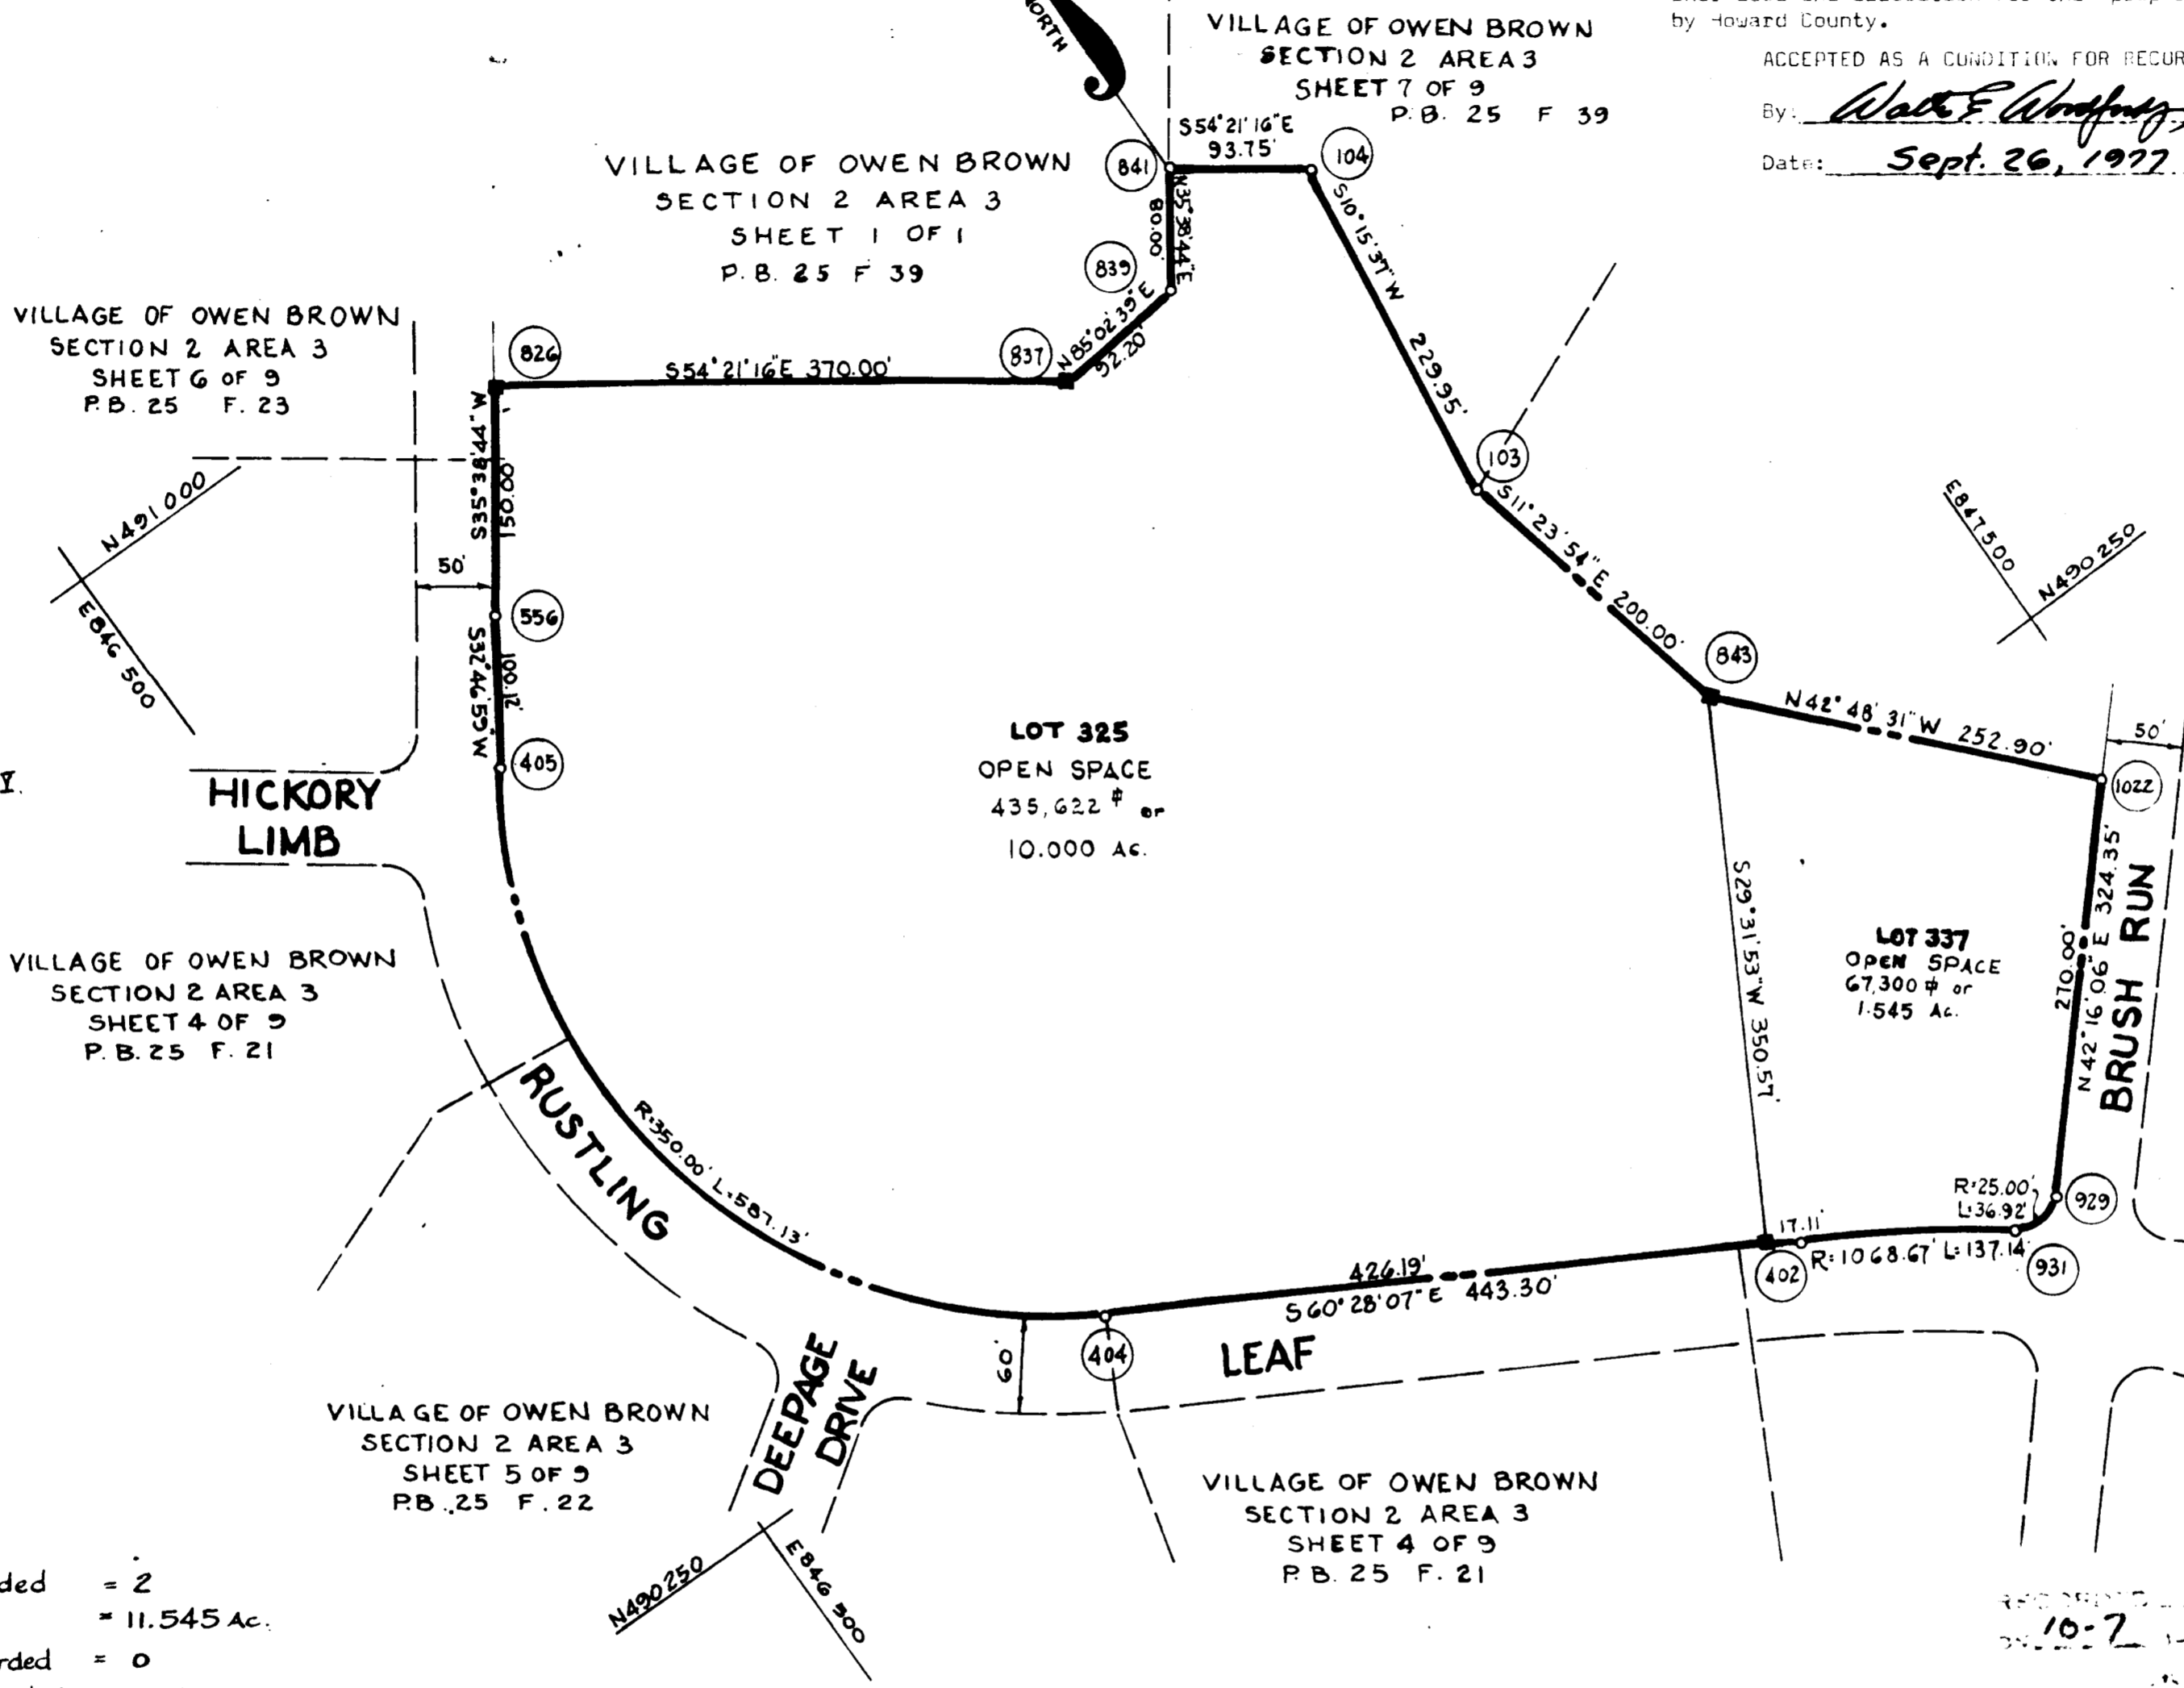 by Howard County.
ACCEPTED AS A CONDITION FOR RECOR
By:
Date: Sept. 26, 1977
NORTH
VILLAGE OF OWEN BROWN
SECTION 2 AREA 3
SHEET 7 OF 9
P.B. 25 F 39
S54°21'16"E
93.75'
841
104
VILLAGE OF OWEN BROWN
SECTION 2 AREA 3
SHEET 1 OF 1
P.B. 25 F 39
N35°38'44"E
80.00'
839
S10°15'37"W
229.95'
VILLAGE OF OWEN BROWN
SECTION 2 AREA 3
SHEET 6 OF 9
P.B. 25 F. 23
826
S54°21'16"E 370.00'
837
N85°02'39"E
92.20'
S35°38'44"W
150.00'
103
S11°23'54"E 200.00'
N491000
E846 500
50'
556
E847500
N490250
S32°46'59"W
100.12'
405
843
N42°48'31"W 252.90'
50'
1022
HICKORY
LIMB
LOT 325
OPEN SPACE
435,622 ⏀ or
10.000 Ac.
S29°31'53"W 350.57'
N42°16'06"E 324.35'
270.00'
BRUSH RUN
LOT 337
OPEN SPACE
67,300 ⏀ or
1.545 Ac.
VILLAGE OF OWEN BROWN
SECTION 2 AREA 3
SHEET 4 OF 9
P.B. 25 F. 21
RUSTLING
R:350.00' L:587.13'
R:25.00'
L:36.92'
929
17.11'
402
R:1068.67' L:137.14'
931
426.19'
S60°28'07"E 443.30'
404
60'
LEAF
DEEPAGE
DRIVE
VILLAGE OF OWEN BROWN
SECTION 2 AREA 3
SHEET 5 OF 9
P.B. 25 F. 22
VILLAGE OF OWEN BROWN
SECTION 2 AREA 3
SHEET 4 OF 9
P.B. 25 F. 21
N490250
E846 500
ded = 2
= 11.545 Ac.
rded = 0
10-7